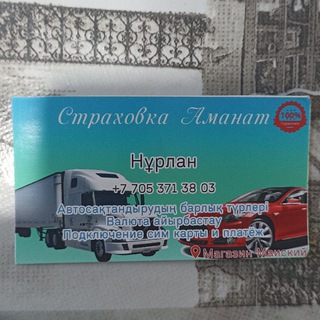 Страховка Аманат
100%
Нұрлан
+7 705 371 38 03
Автосақтандырудың барлық түрлері
Валюта айырбастау
Подключение сим карты и платёж
Магазин Майский